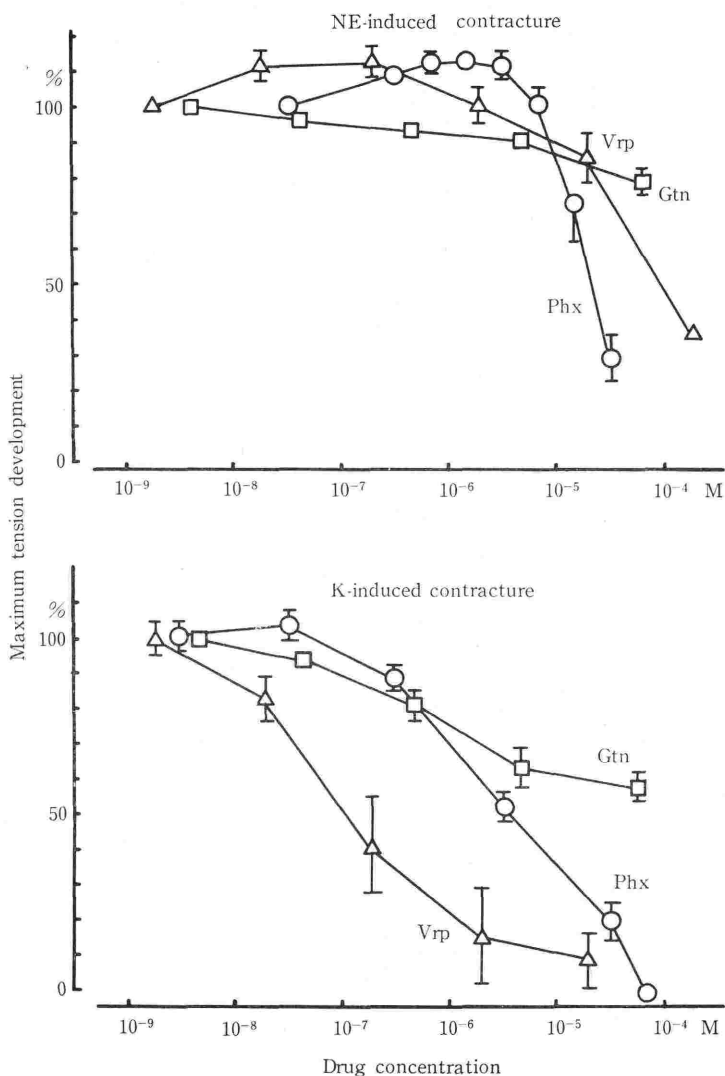 NE-induced contracture
%
100
50
0
Vrp
Gtn
Phx
10⁻⁹ 10⁻⁸ 10⁻⁷ 10⁻⁶ 10⁻⁵ 10⁻⁴ M
Maximum tension development
K-induced contracture
%
100
50
0
Gtn
Phx
Vrp
10⁻⁹ 10⁻⁸ 10⁻⁷ 10⁻⁶ 10⁻⁵ 10⁻⁴ M
Drug concentration